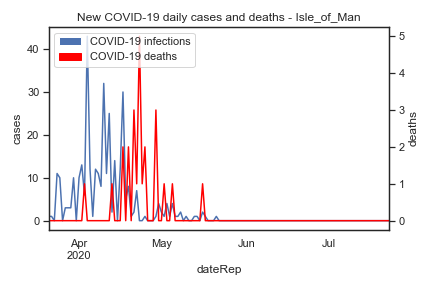 New COVID-19 daily cases and deaths - Isle_of_Man
COVID-19 infections
COVID-19 deaths
cases
40
30
20
10
0
deaths
5
4
3
2
1
0
Apr
2020
May
Jun
Jul
dateRep